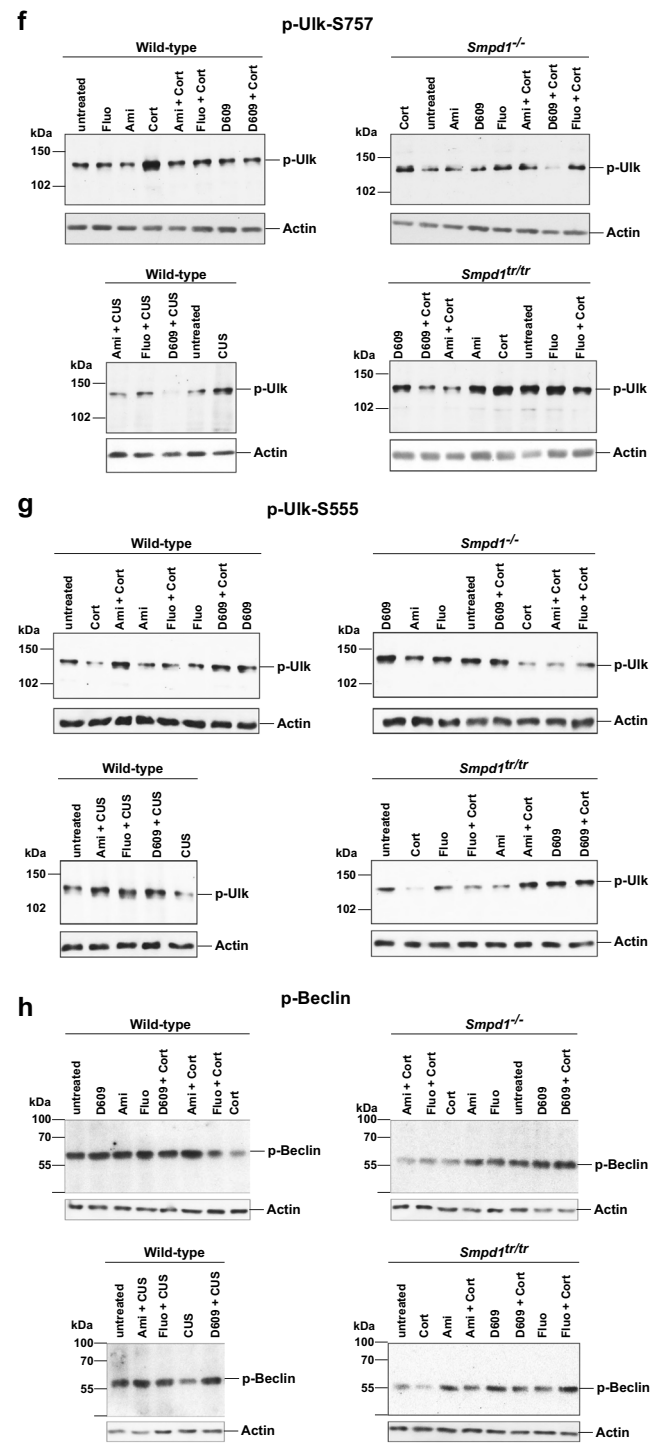 f
p-Ulk-S757
Wild-type
untreated
Fluo
Ami
Cort
Ami + Cort
Fluo + Cort
D609
D609 + Cort
kDa
150
102
p-Ulk
Actin
Smpd1-/-
Cort
untreated
Ami
D609
Fluo
Ami + Cort
D609 + Cort
Fluo + Cort
kDa
150
102
p-Ulk
Actin
Wild-type
Ami + CUS
Fluo + CUS
D609 + CUS
untreated
CUS
kDa
150
102
p-Ulk
Actin
Smpd1tr/tr
D609
D609 + Cort
Ami + Cort
Ami
Cort
untreated
Fluo
Fluo + Cort
kDa
150
102
p-Ulk
Actin
g
p-Ulk-S555
Wild-type
untreated
Cort
Ami + Cort
Ami
Fluo + Cort
Fluo
D609 + Cort
D609
kDa
150
102
p-Ulk
Actin
Smpd1-/-
D609
Ami
Fluo
untreated
D609 + Cort
Cort
Ami + Cort
Fluo + Cort
kDa
150
102
p-Ulk
Actin
Wild-type
untreated
Ami + CUS
Fluo + CUS
D609 + CUS
CUS
kDa
150
102
p-Ulk
Actin
Smpd1tr/tr
untreated
Cort
Fluo
Fluo + Cort
Ami
Ami + Cort
D609
D609 + Cort
kDa
150
102
p-Ulk
Actin
h
p-Beclin
Wild-type
untreated
D609
Ami
Fluo
D609 + Cort
Ami + Cort
Fluo + Cort
Cort
kDa
100
70
55
p-Beclin
Actin
Smpd1-/-
Ami + Cort
Fluo + Cort
Cort
Ami
Fluo
untreated
D609
D609 + Cort
kDa
100
70
55
p-Beclin
Actin
Wild-type
untreated
Ami + CUS
Fluo + CUS
CUS
D609 + CUS
kDa
100
70
55
p-Beclin
Actin
Smpd1tr/tr
untreated
Cort
Ami
Ami + Cort
D609
D609 + Cort
Fluo
Fluo + Cort
kDa
100
70
55
p-Beclin
Actin